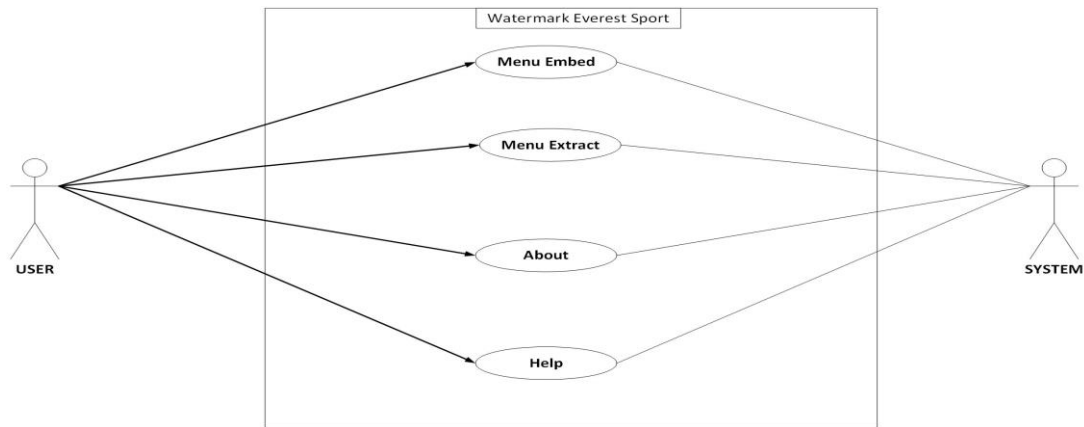 Watermark Everest Sport
Menu Embed
Menu Extract
About
Help
USER
SYSTEM